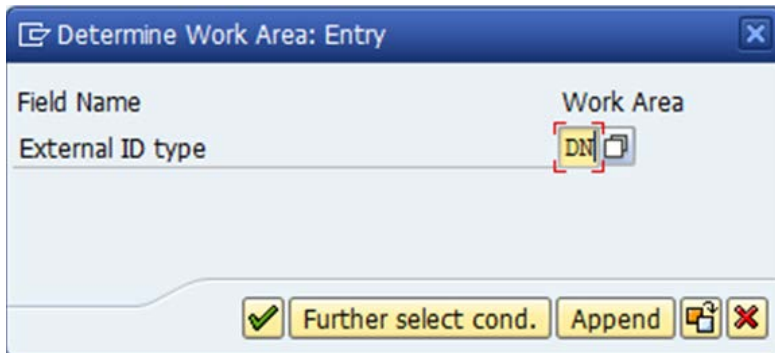 Determine Work Area: Entry
Field Name Work Area
External ID type DN
Further select cond. Append